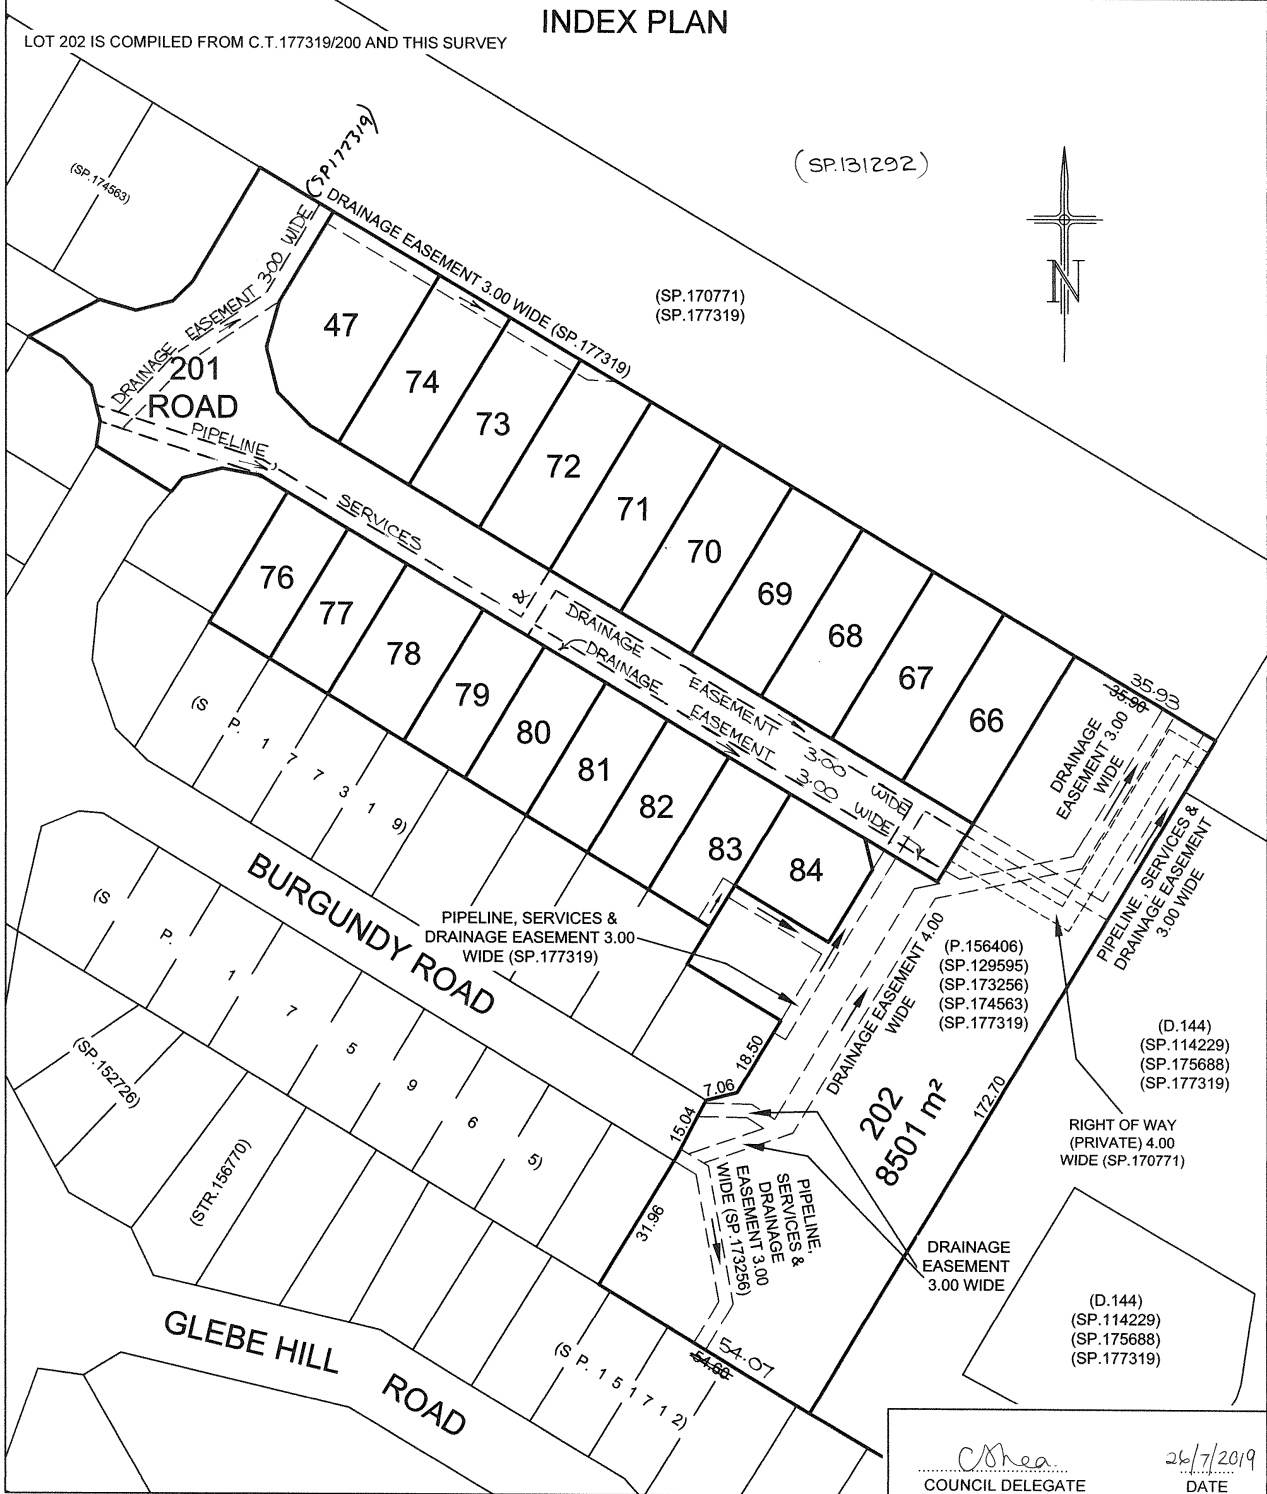 INDEX PLAN
LOT 202 IS COMPILED FROM C.T.177319/200 AND THIS SURVEY
(SP177319)
(SP.131292)
(SP.174563)
DRAINAGE EASEMENT 3.00 WIDE (SP.177319)
DRAINAGE EASEMENT 3.00 WIDE
(SP.170771)
(SP.177319)
N
201
ROAD
47
74
73
72
71
70
69
68
67
66
PIPELINE,
SERVICES
&
DRAINAGE EASEMENT 3.00 WIDE
DRAINAGE EASEMENT 3.00 WIDE
76
77
78
79
80
81
82
83
84
35.93
35.90
DRAINAGE
EASEMENT 3.00
WIDE
PIPELINE, SERVICES &
DRAINAGE EASEMENT
3.00 WIDE
(S P. 1 7 7 3 1 9)
BURGUNDY ROAD
PIPELINE, SERVICES &
DRAINAGE EASEMENT 3.00
WIDE (SP.177319)
DRAINAGE EASEMENT 4.00
WIDE
(P.156406)
(SP.129595)
(SP.173256)
(SP.174563)
(SP.177319)
(D.144)
(SP.114229)
(SP.175688)
(SP.177319)
(S P. 1 7 5 9 6 5)
(SP.152726)
(STR.156770)
18.50
7.06
15.04
31.96
202
8501 m²
172.70
RIGHT OF WAY
(PRIVATE) 4.00
WIDE (SP.170771)
PIPELINE,
SERVICES &
DRAINAGE
EASEMENT 3.00
WIDE (SP.173256)
DRAINAGE
EASEMENT
3.00 WIDE
(D.144)
(SP.114229)
(SP.175688)
(SP.177319)
GLEBE HILL ROAD
54.07
54.60
(S P. 1 5 1 7 1 2)
26/7/2019
COUNCIL DELEGATE
DATE